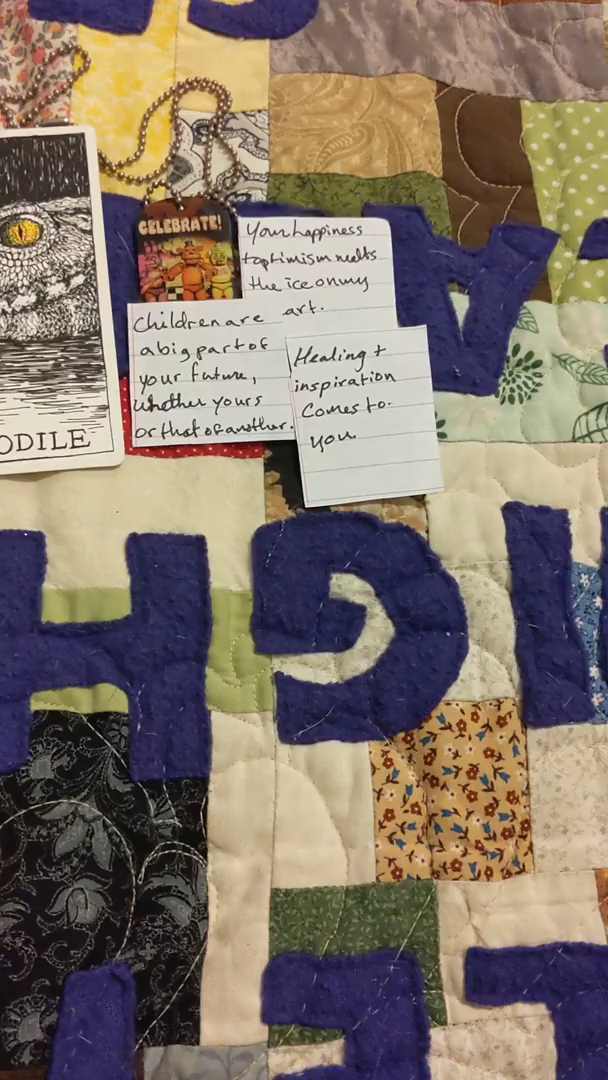 CELEBRATE!
Your happiness
+optimism melts
the ice on my
art.
Children are
a big part of
your future,
whether yours
or that of another.
Healing +
inspiration
Comes to
you.
ODILE
IGH